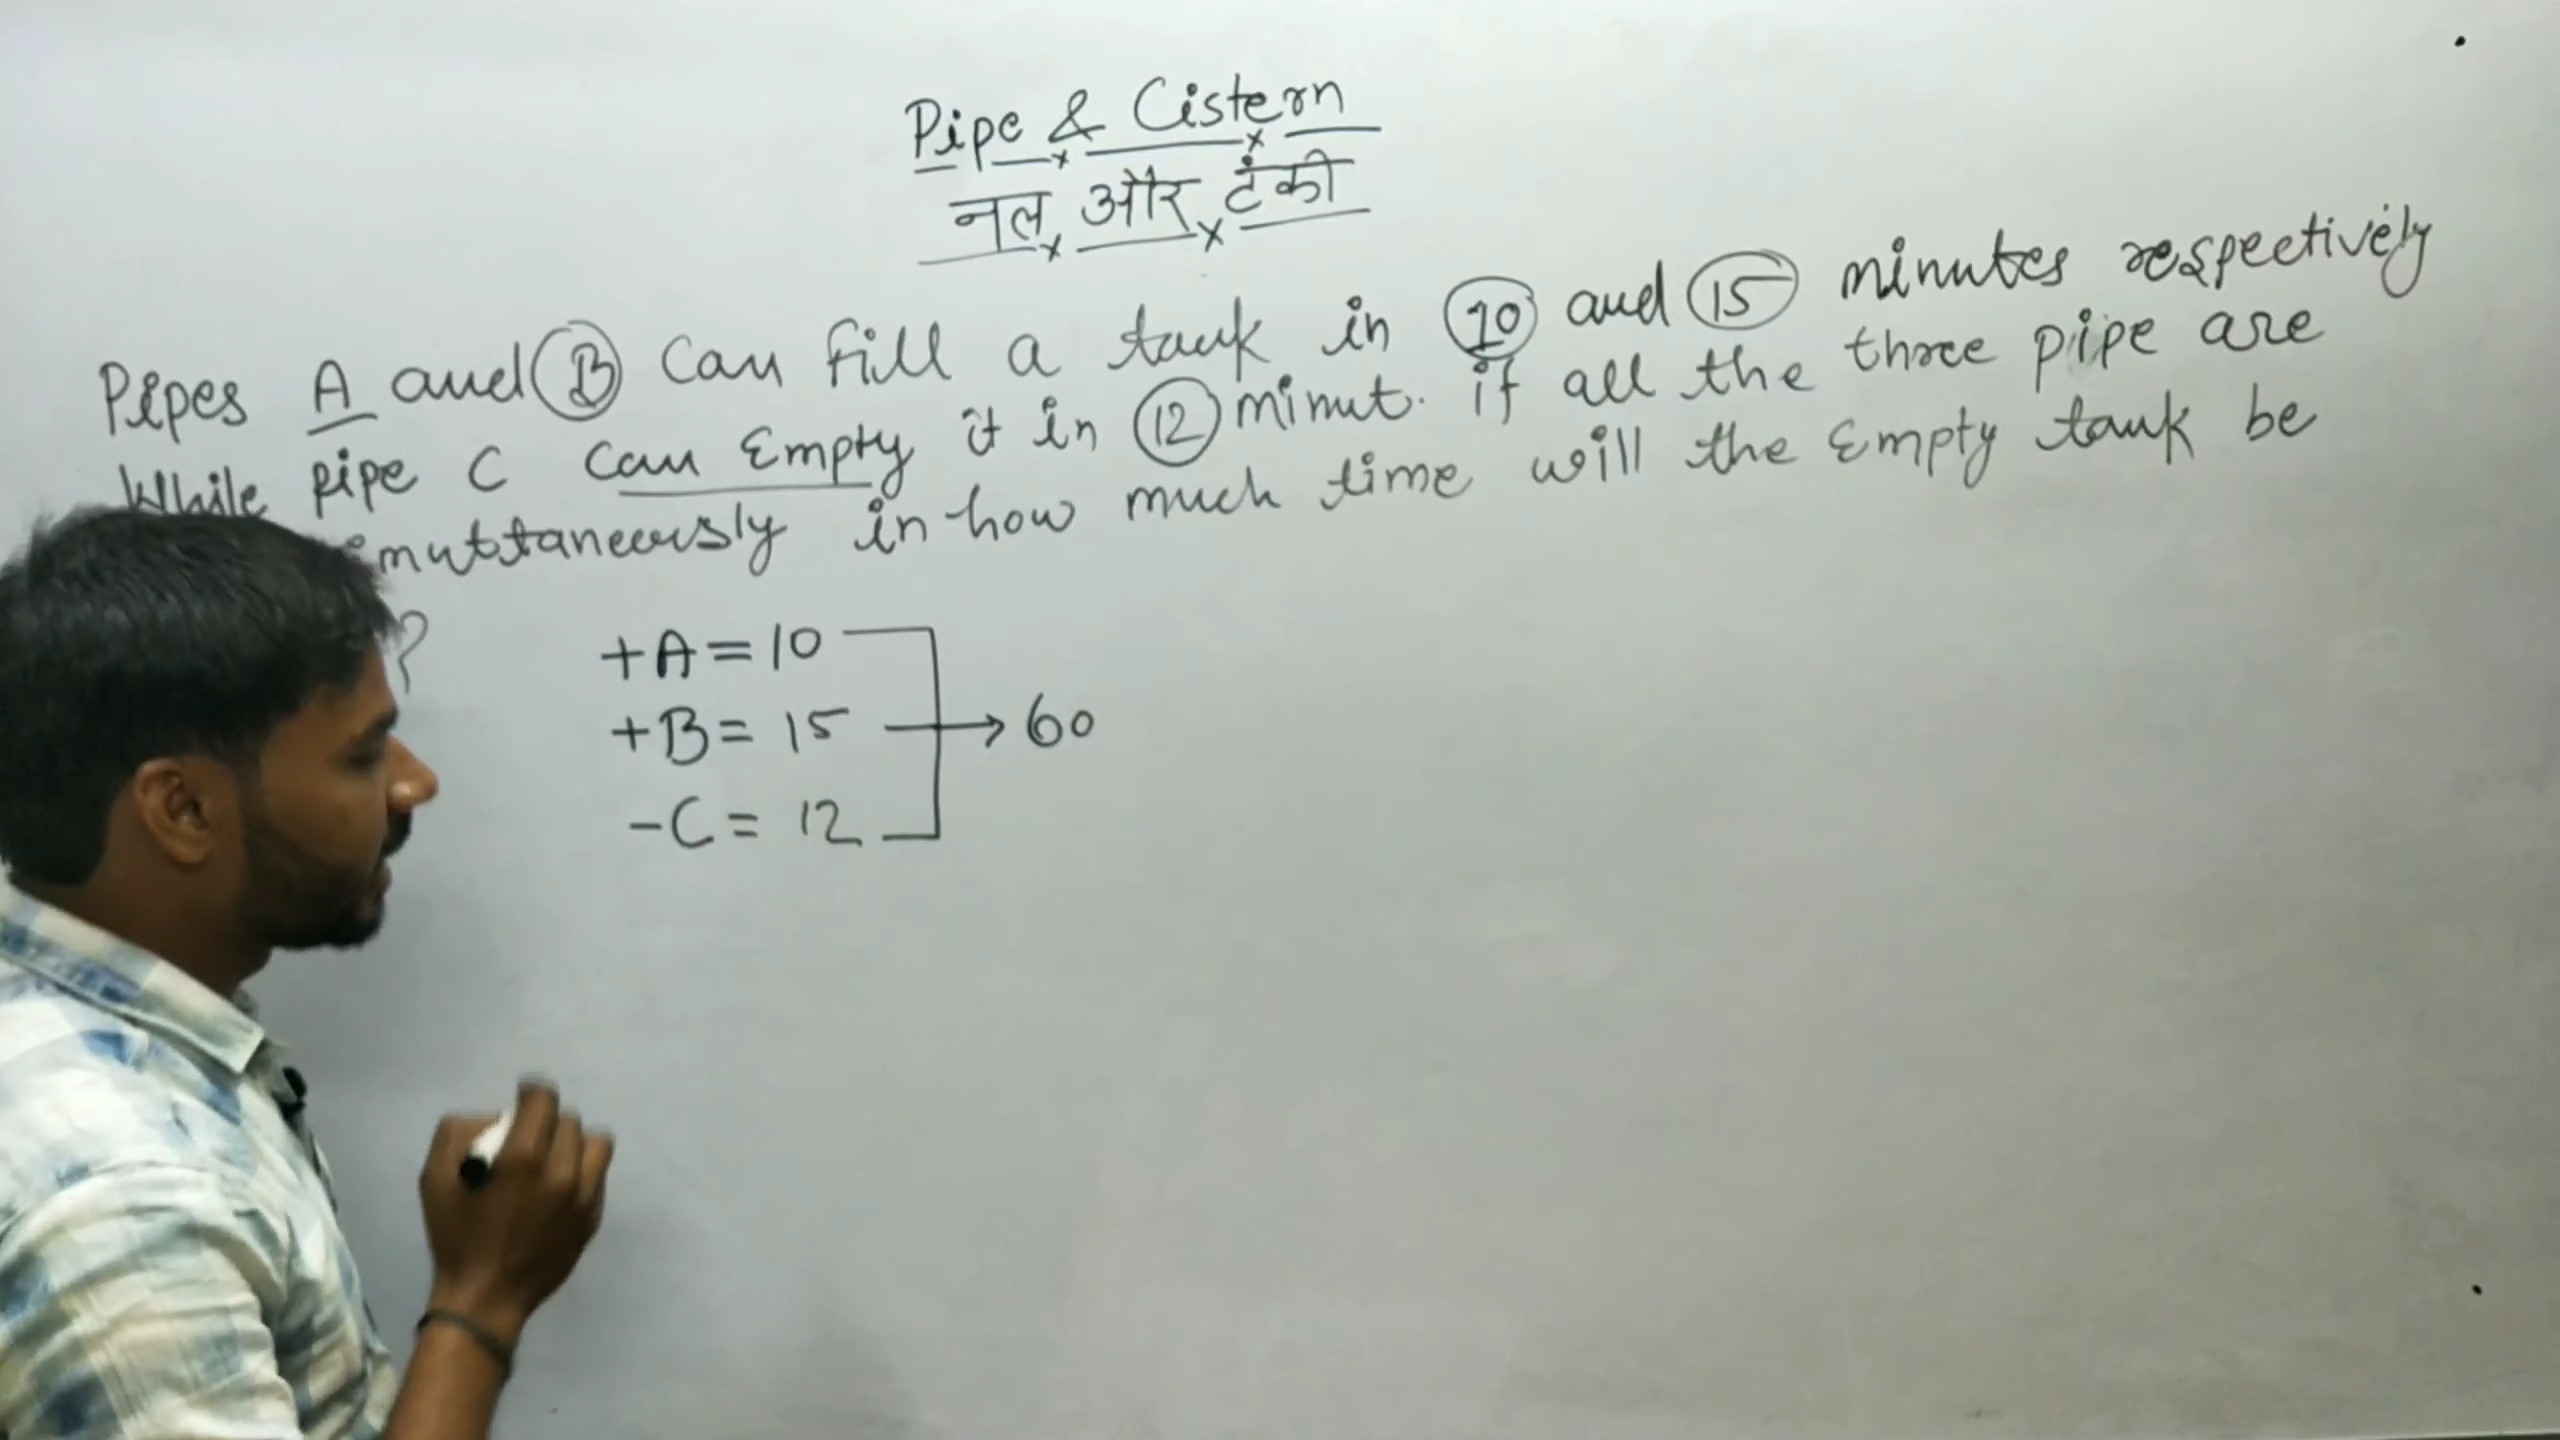 Pipe & Cistern
नल और टंकी
Pipes A and B Can fill a tank in 10 and 15 minutes respectively
While pipe C Can Empty it in 12 minut. if all the three pipe are
in how much time will the Empty tank be
?
+A = 10
+B = 15 → 60
-C = 12